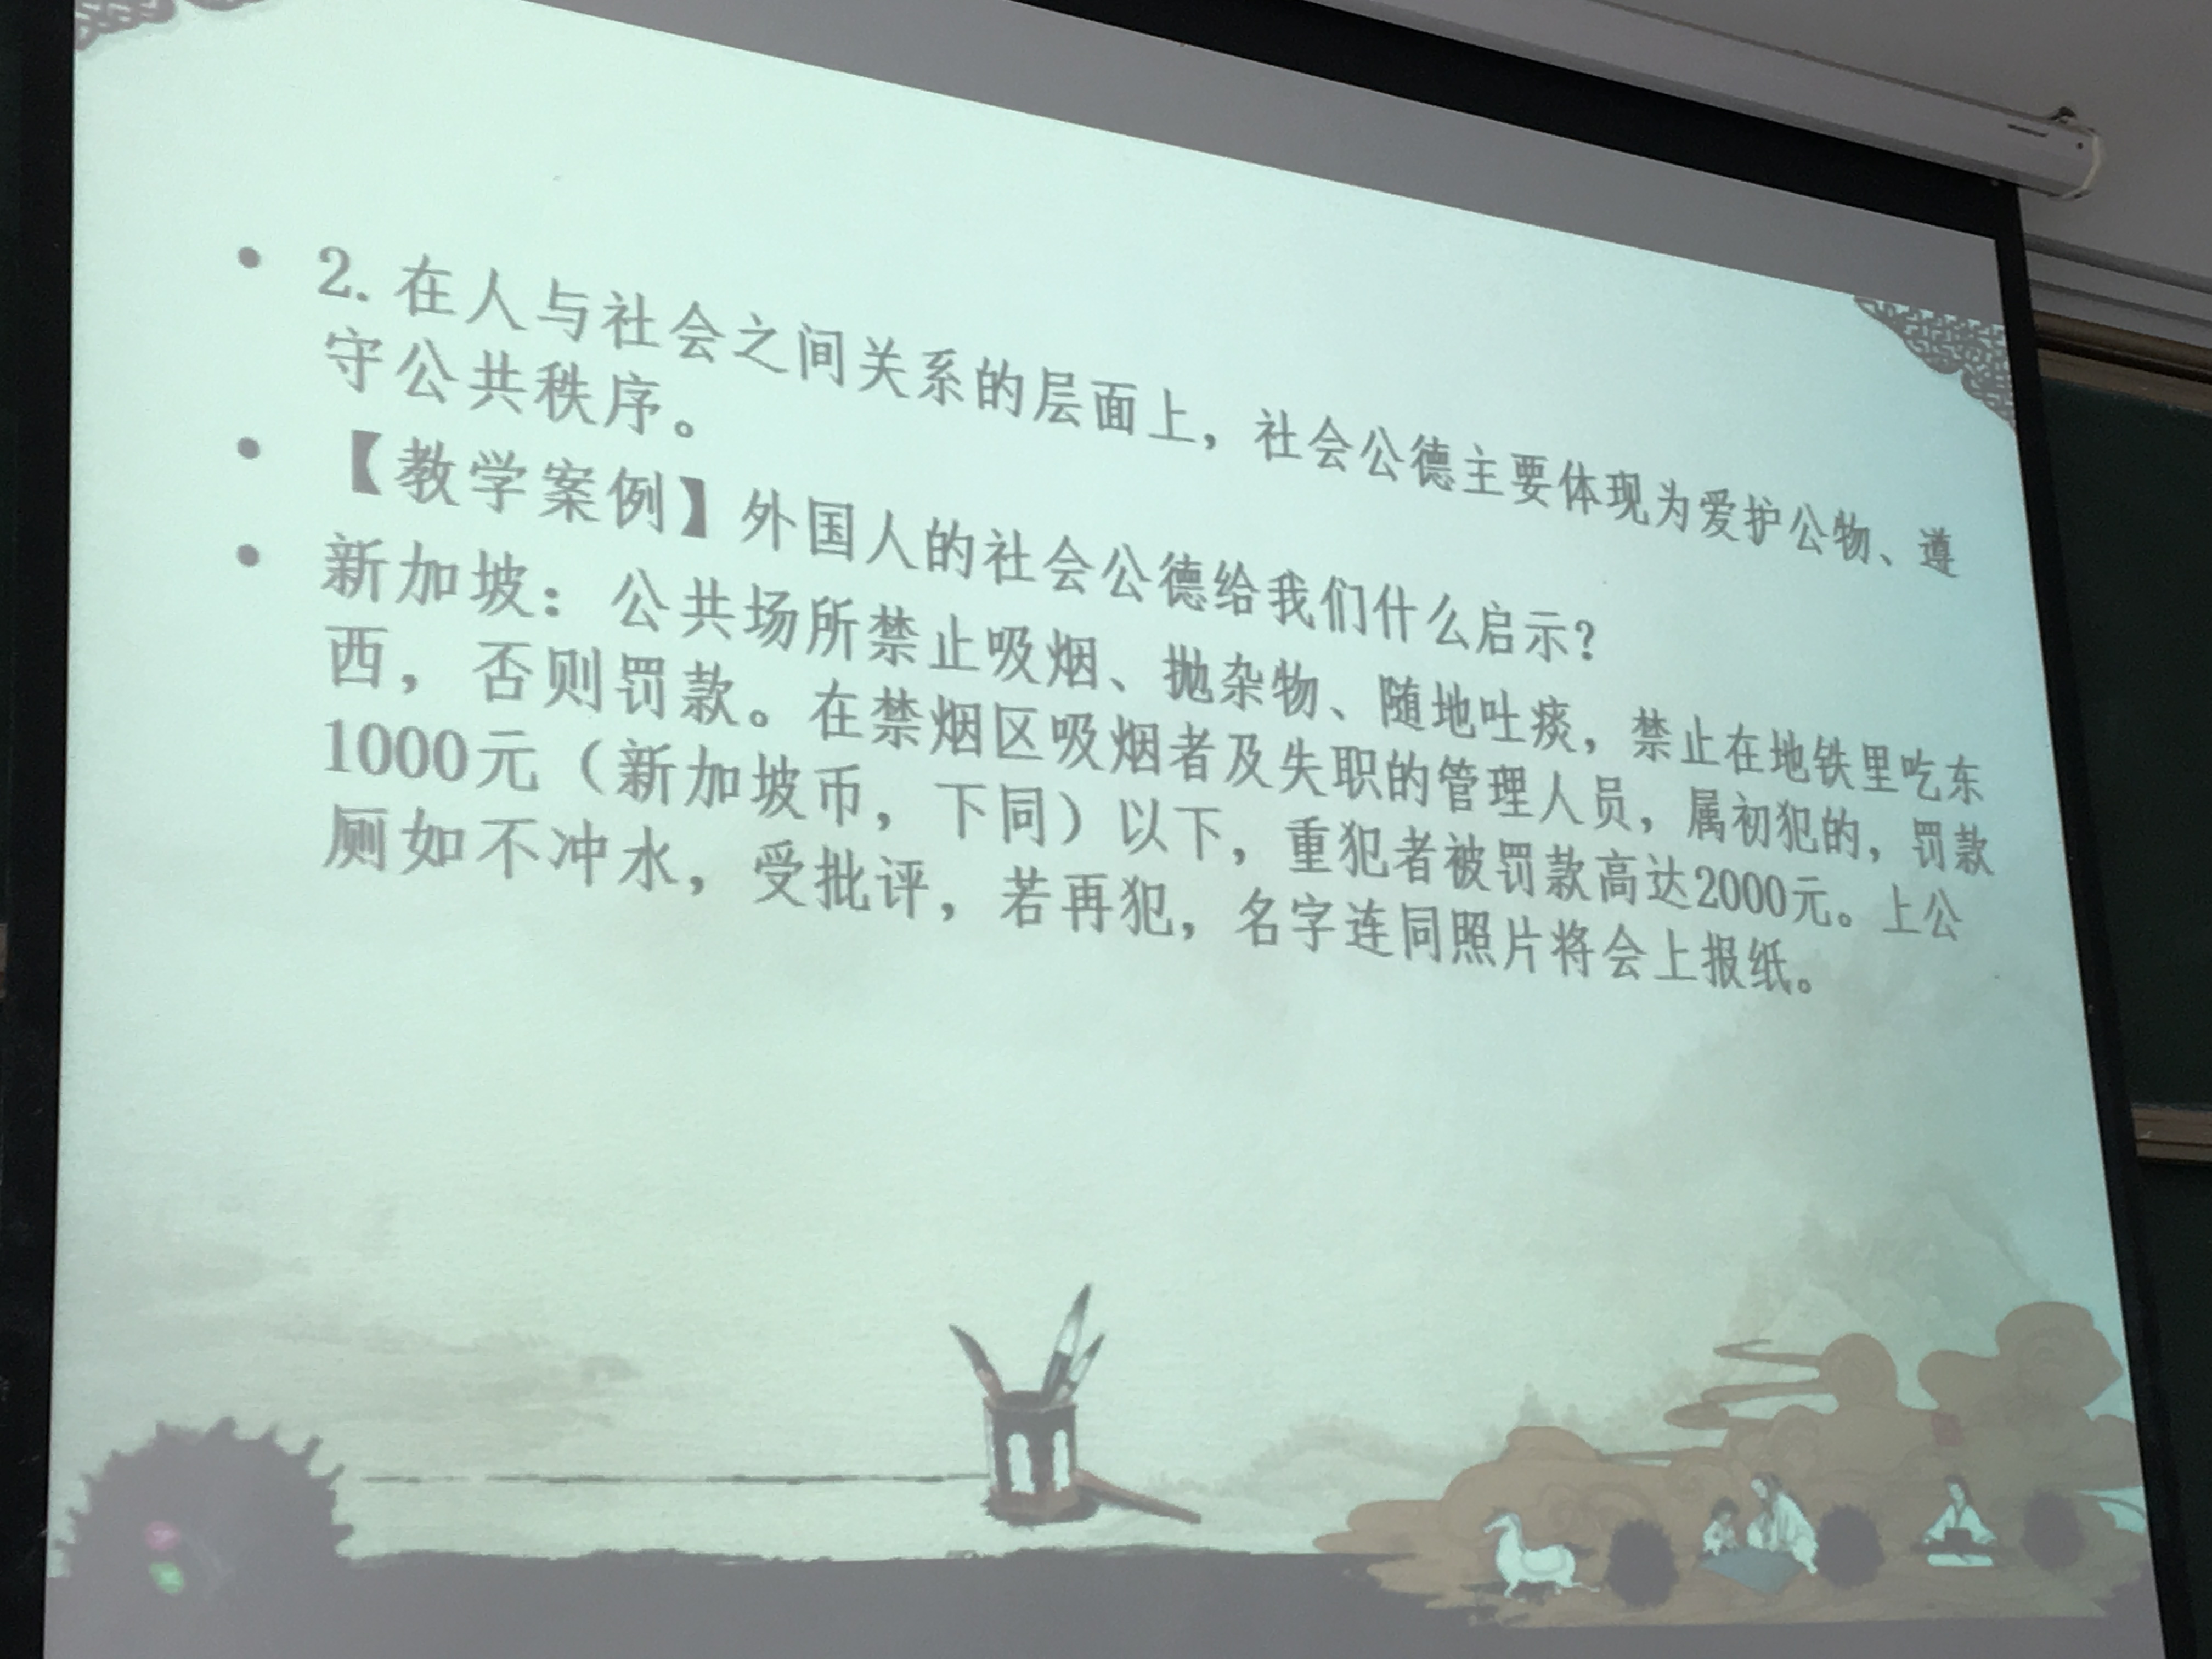 2.在人与社会之间关系的层面上，社会公德主要体现为爱护公物、遵
守公共秩序。
【教学案例】外国人的社会公德给我们什么启示？
新加坡：公共场所禁止吸烟、抛杂物、随地吐痰，禁止在地铁里吃东
西，否则罚款。在禁烟区吸烟者及失职的管理人员，属初犯的，罚款
1000元（新加坡币，下同）以下，重犯者被罚款高达2000元。上公
厕如不冲水，受批评，若再犯，名字连同照片将会上报纸。